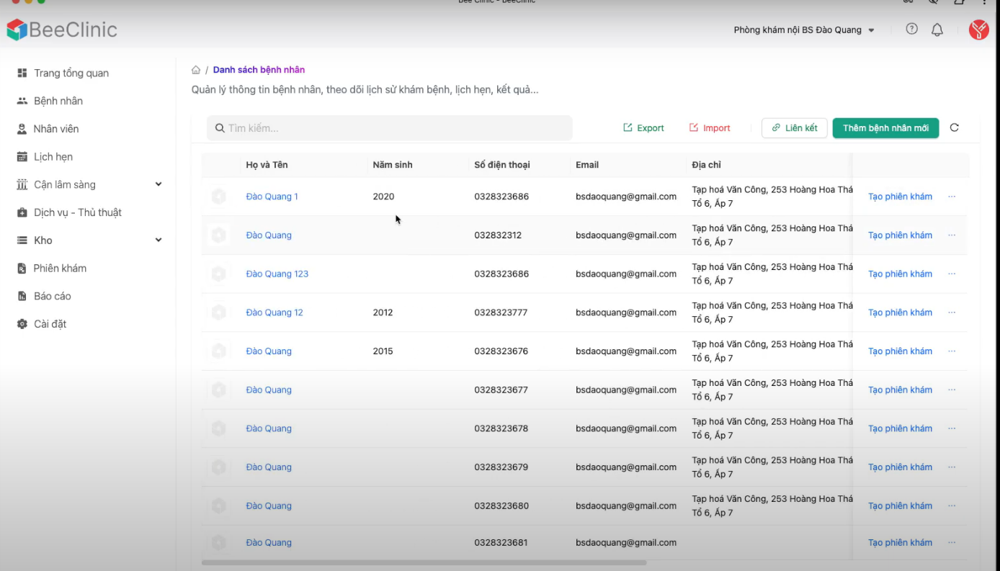 Bee Clinic - BeeClinic
BeeClinic
Phòng khám nội BS Đào Quang
Trang tổng quan
Bệnh nhân
Nhân viên
Lịch hẹn
Cận lâm sàng
Dịch vụ - Thủ thuật
Kho
Phiên khám
Báo cáo
Cài đặt
/ Danh sách bệnh nhân
Quản lý thông tin bệnh nhân, theo dõi lịch sử khám bệnh, lịch hẹn, kết quả...
Tìm kiếm...
Export
Import
Liên kết
Thêm bệnh nhân mới
Họ và Tên Năm sinh Số điện thoại Email Địa chỉ
Đào Quang 1 2020 0328323686 bsdaoquang@gmail.com Tạp hoá Văn Công, 253 Hoàng Hoa Thá Tạo phiên khám ...
Tổ 6, Ấp 7
Đào Quang 032832312 bsdaoquang@gmail.com Tạp hoá Văn Công, 253 Hoàng Hoa Thá Tạo phiên khám ...
Tổ 6, Ấp 7
Đào Quang 123 0328323686 bsdaoquang@gmail.com Tạp hoá Văn Công, 253 Hoàng Hoa Thá Tạo phiên khám ...
Tổ 6, Ấp 7
Đào Quang 12 2012 0328323777 bsdaoquang@gmail.com Tạp hoá Văn Công, 253 Hoàng Hoa Thá Tạo phiên khám ...
Tổ 6, Ấp 7
Đào Quang 2015 0328323676 bsdaoquang@gmail.com Tạp hoá Văn Công, 253 Hoàng Hoa Thá Tạo phiên khám ...
Tổ 6, Ấp 7
Đào Quang 0328323677 bsdaoquang@gmail.com Tạp hoá Văn Công, 253 Hoàng Hoa Thá Tạo phiên khám ...
Tổ 6, Ấp 7
Đào Quang 0328323678 bsdaoquang@gmail.com Tạp hoá Văn Công, 253 Hoàng Hoa Thá Tạo phiên khám ...
Tổ 6, Ấp 7
Đào Quang 0328323679 bsdaoquang@gmail.com Tạp hoá Văn Công, 253 Hoàng Hoa Thá Tạo phiên khám ...
Tổ 6, Ấp 7
Đào Quang 0328323680 bsdaoquang@gmail.com Tạp hoá Văn Công, 253 Hoàng Hoa Thá Tạo phiên khám ...
Tổ 6, Ấp 7
Đào Quang 0328323681 bsdaoquang@gmail.com Tạo phiên khám ...